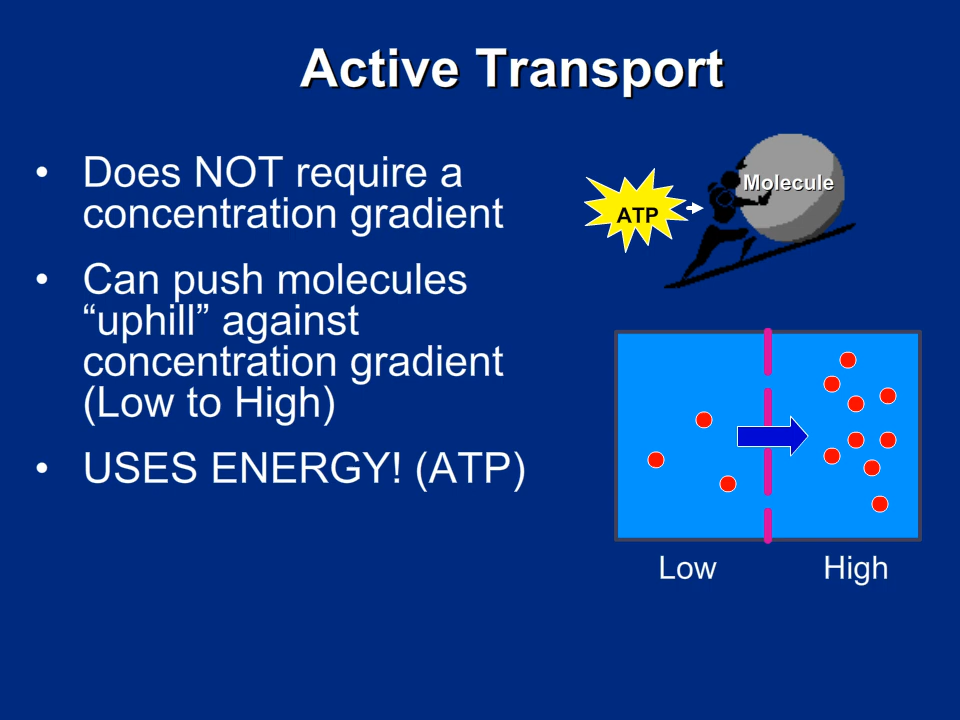 Active Transport
• Does NOT require a
concentration gradient
• Can push molecules
“uphill” against
concentration gradient
(Low to High)
• USES ENERGY! (ATP)
Molecule
ATP
Low High